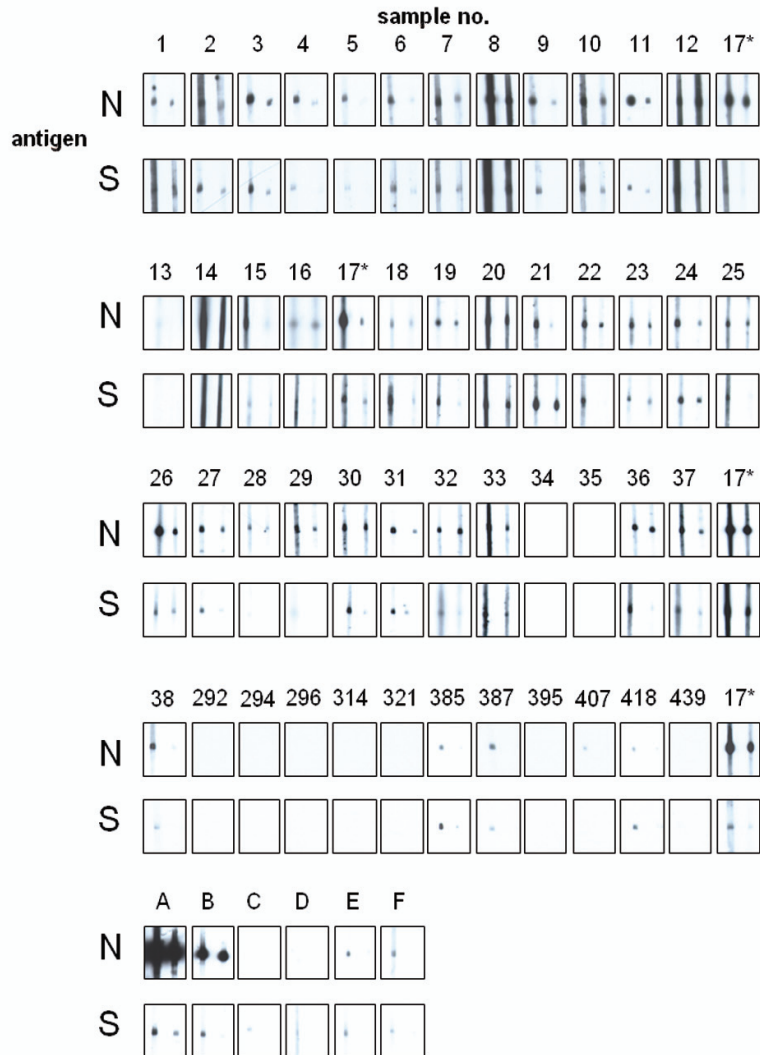 sample no.
1 2 3 4 5 6 7 8 9 10 11 12 17*
N
antigen
S
13 14 15 16 17* 18 19 20 21 22 23 24 25
N
S
26 27 28 29 30 31 32 33 34 35 36 37 17*
N
S
38 292 294 296 314 321 385 387 395 407 418 439 17*
N
S
A B C D E F
N
S